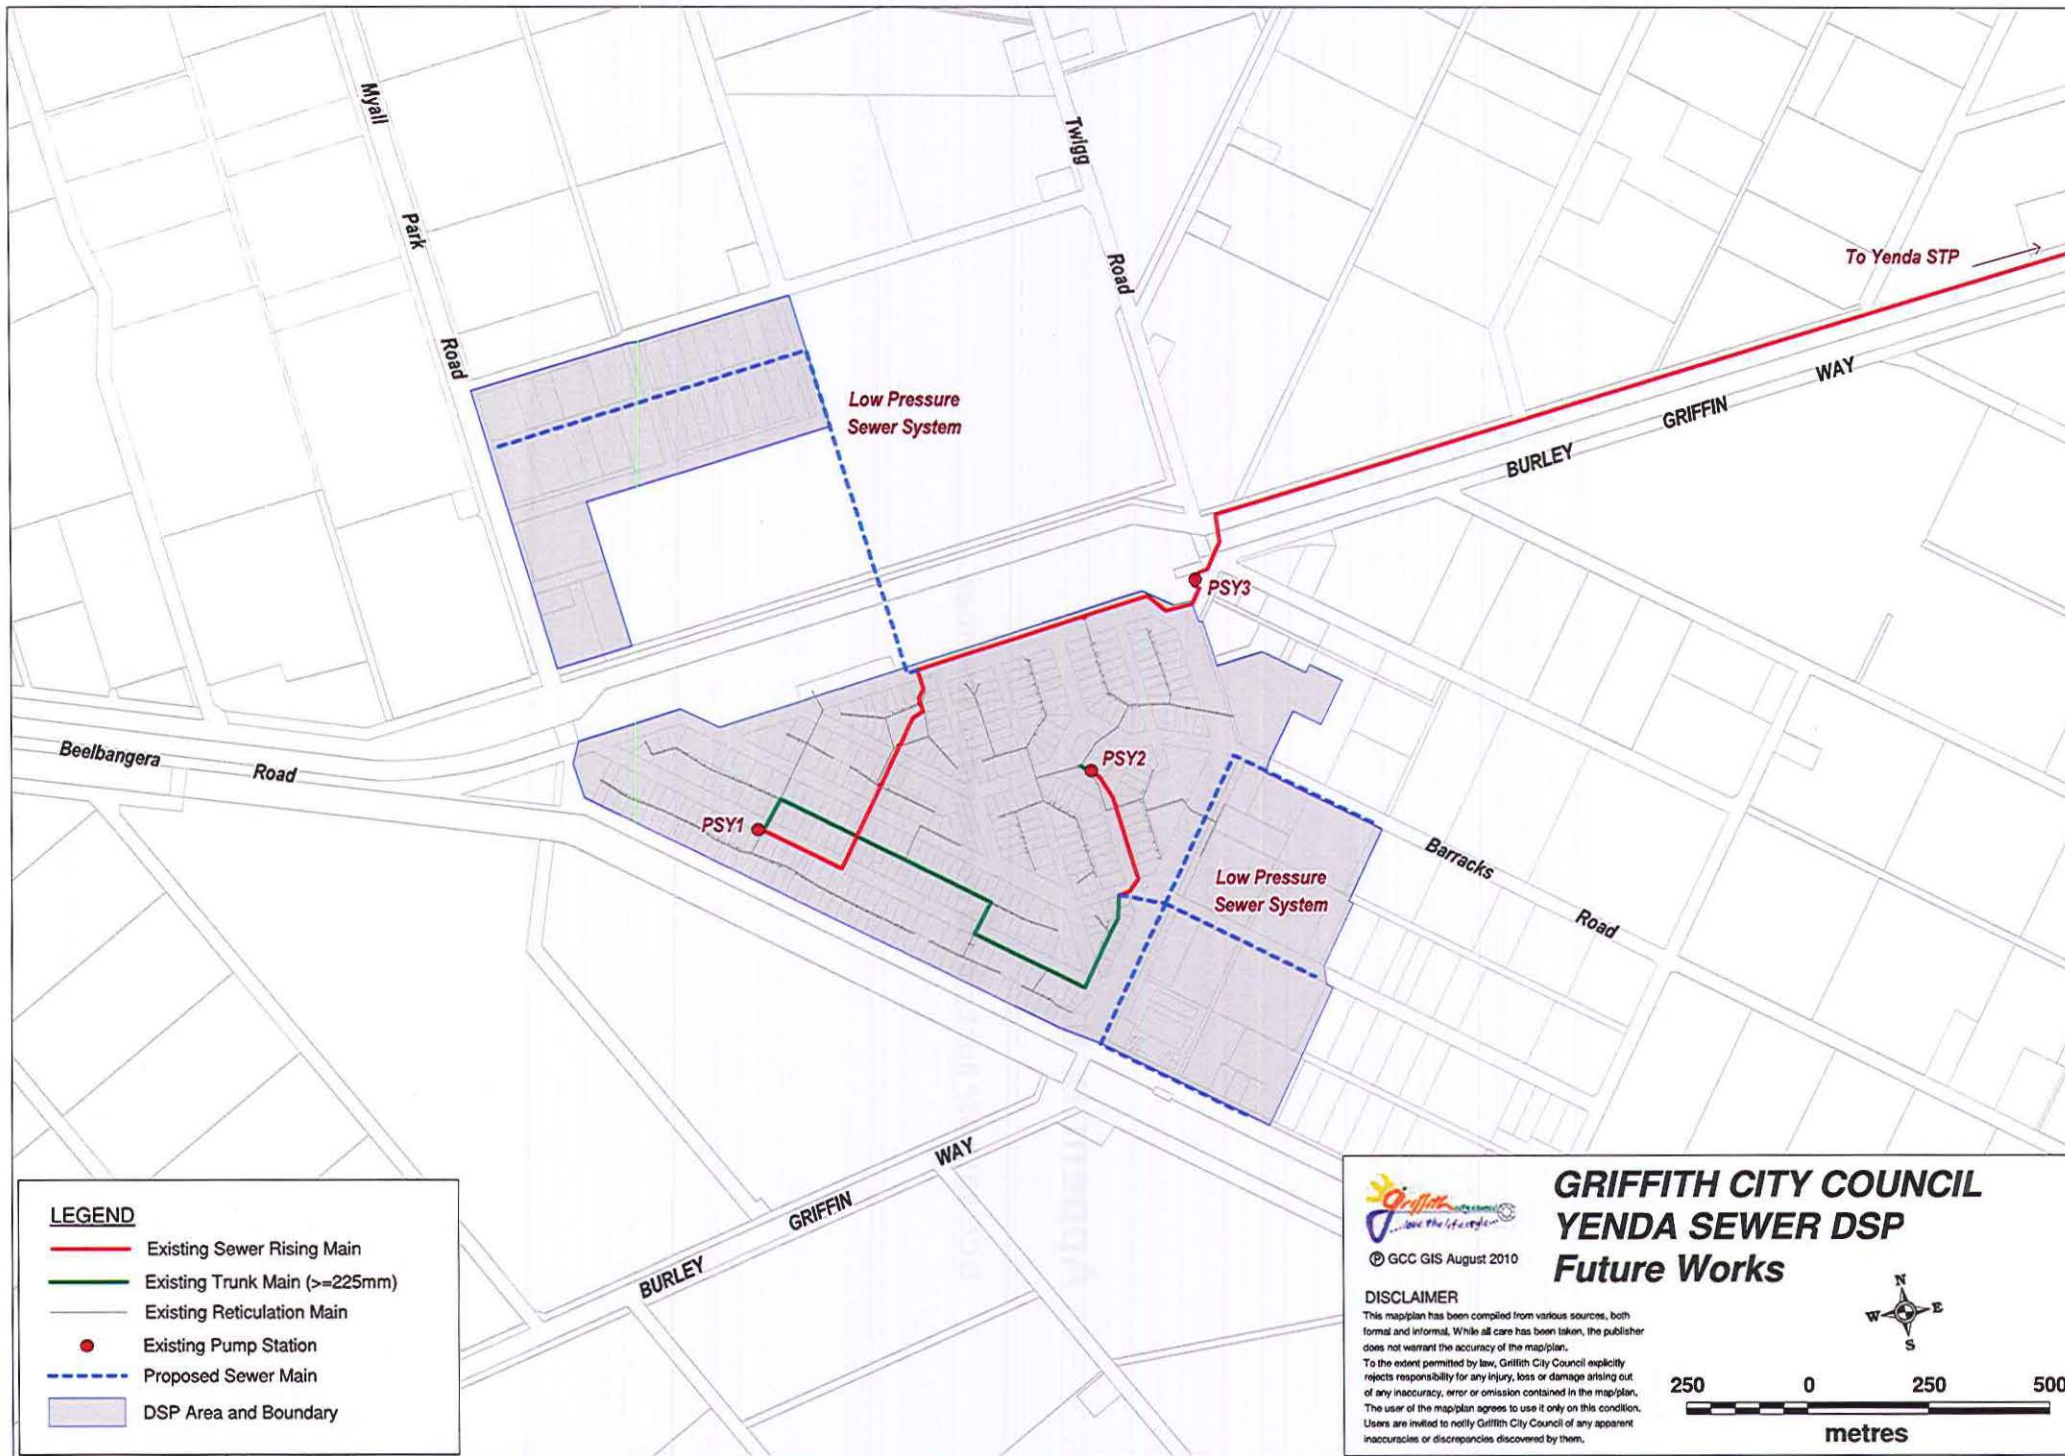 Myall
Park
Road
Twigg
Road
To Yenda STP
Low Pressure
Sewer System
BURLEY GRIFFIN WAY
PSY3
PSY2
PSY1
Beelbangera Road
Low Pressure
Sewer System
Barracks Road
BURLEY GRIFFIN WAY
LEGEND
Existing Sewer Rising Main
Existing Trunk Main (>=225mm)
Existing Reticulation Main
Existing Pump Station
Proposed Sewer Main
DSP Area and Boundary
Griffith
...love the lifestyle...
℗ GCC GIS August 2010
GRIFFITH CITY COUNCIL
YENDA SEWER DSP
Future Works
DISCLAIMER
This map/plan has been compiled from various sources, both
formal and informal. While all care has been taken, the publisher
does not warrant the accuracy of the map/plan.
To the extent permitted by law, Griffith City Council explicitly
rejects responsibility for any injury, loss or damage arising out
of any inaccuracy, error or omission contained in the map/plan.
The user of the map/plan agrees to use it only on this condition.
Users are invited to notify Griffith City Council of any apparent
inaccuracies or discrepancies discovered by them.
N
W E
S
250 0 250 500
metres